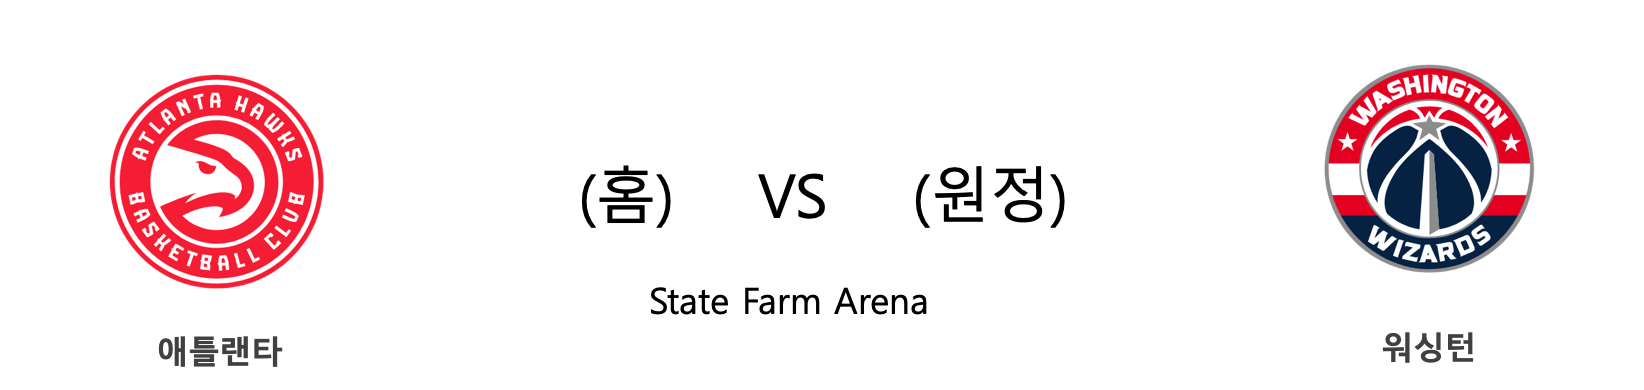 ATLANTA HAWKS
BASKETBALL CLUB
애틀랜타
(홈) VS (원정)
State Farm Arena
WASHINGTON
WIZARDS
워싱턴